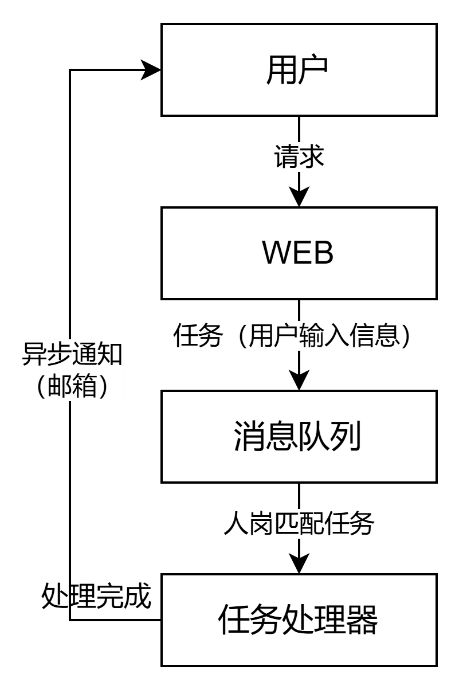 用户
请求
WEB
任务（用户输入信息）
异步通知
（邮箱）
消息队列
人岗匹配任务
处理完成
任务处理器